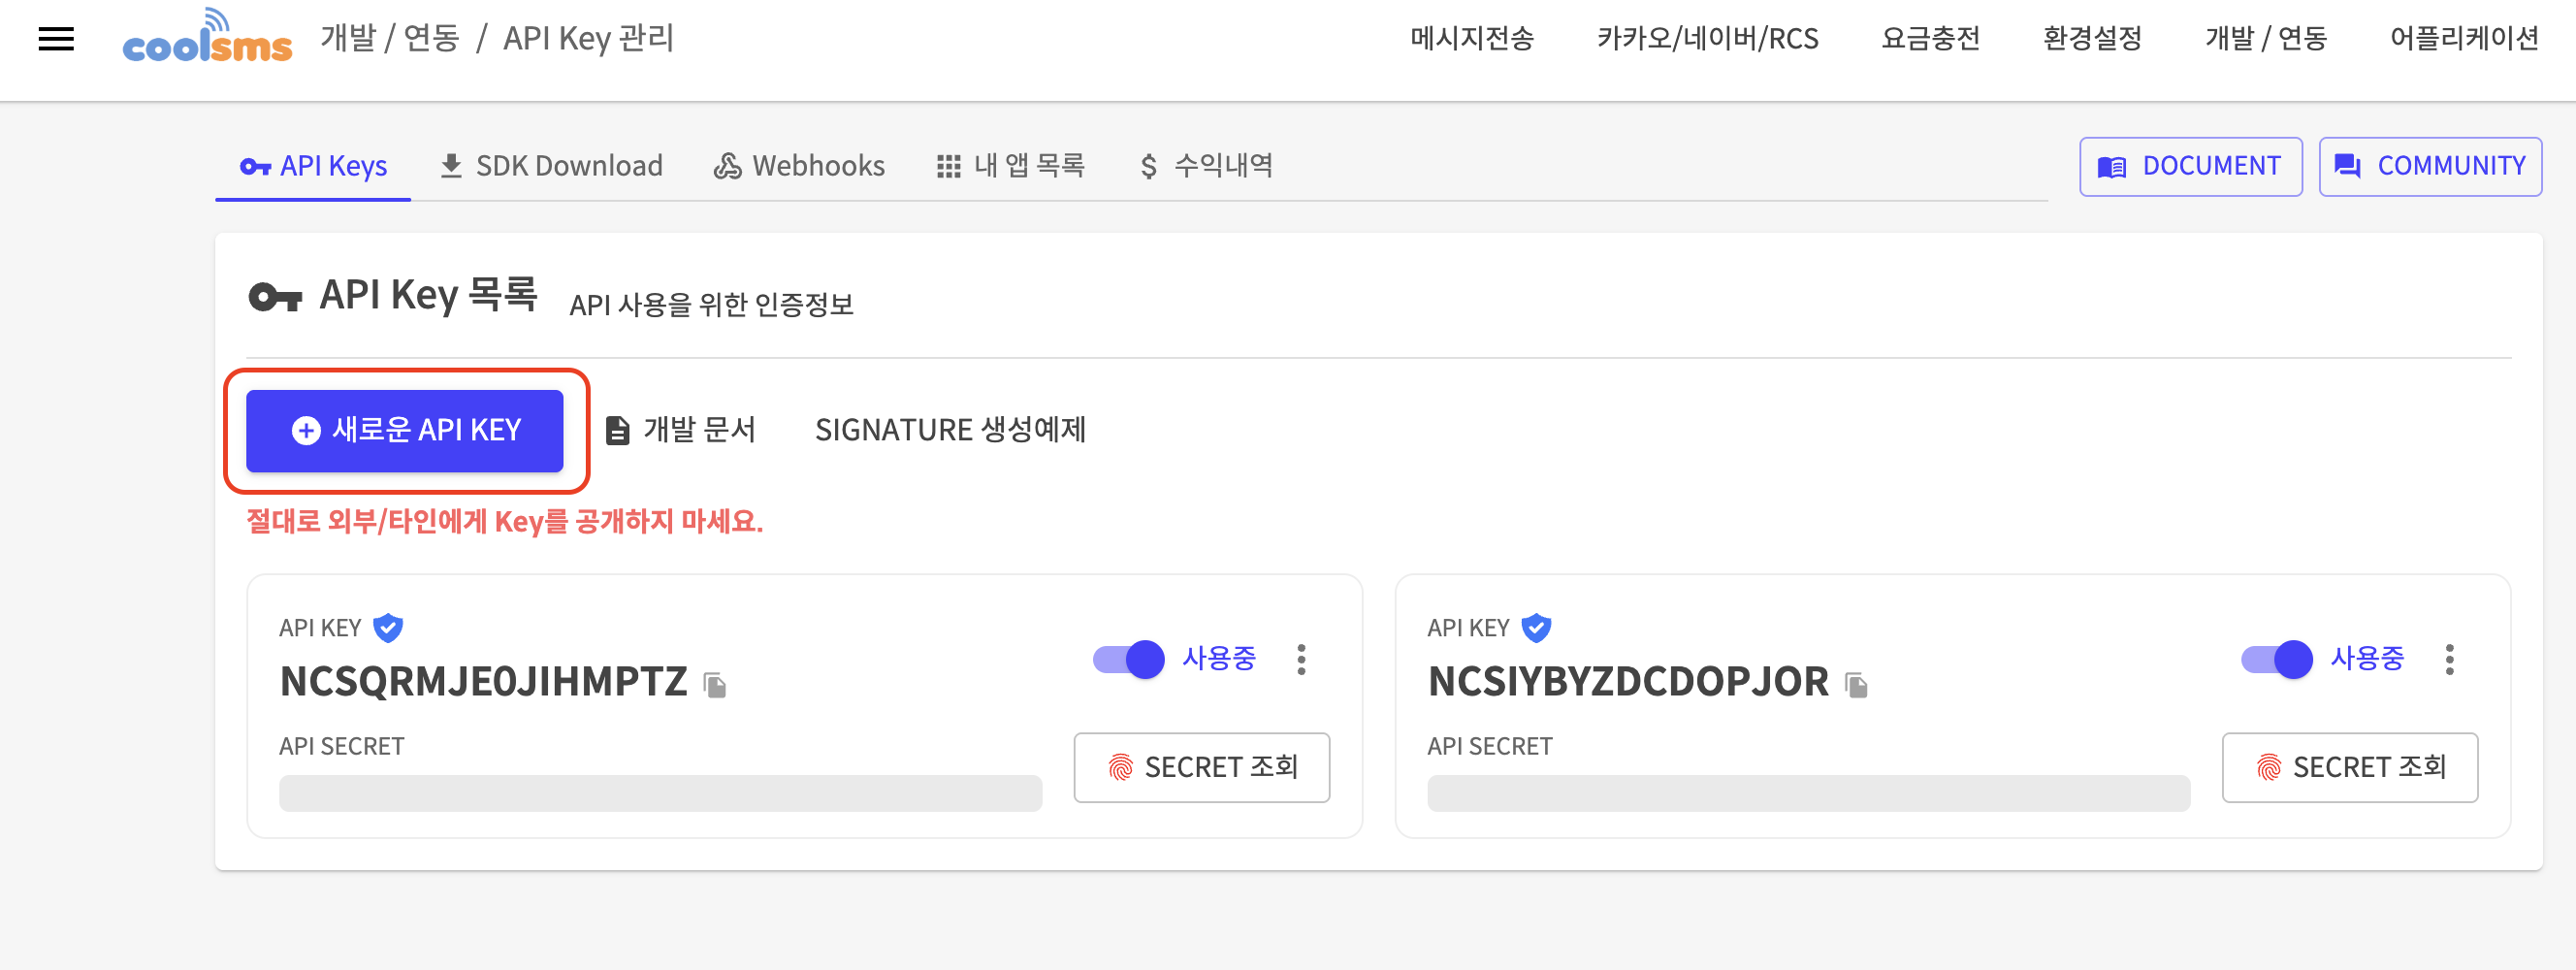 coolsms 개발 / 연동 / API Key 관리 메시지전송 카카오/네이버/RCS 요금충전 환경설정 개발 / 연동 어플리케이션
API Keys SDK Download Webhooks 내 앱 목록 수익내역 DOCUMENT COMMUNITY
API Key 목록 API 사용을 위한 인증정보
새로운 API KEY 개발 문서 SIGNATURE 생성예제
절대로 외부/타인에게 Key를 공개하지 마세요.
API KEY
NCSQRMJE0JIHMPTZ 사용중
API SECRET
SECRET 조회
API KEY
NCSIYBYZDCDOPJOR 사용중
API SECRET
SECRET 조회